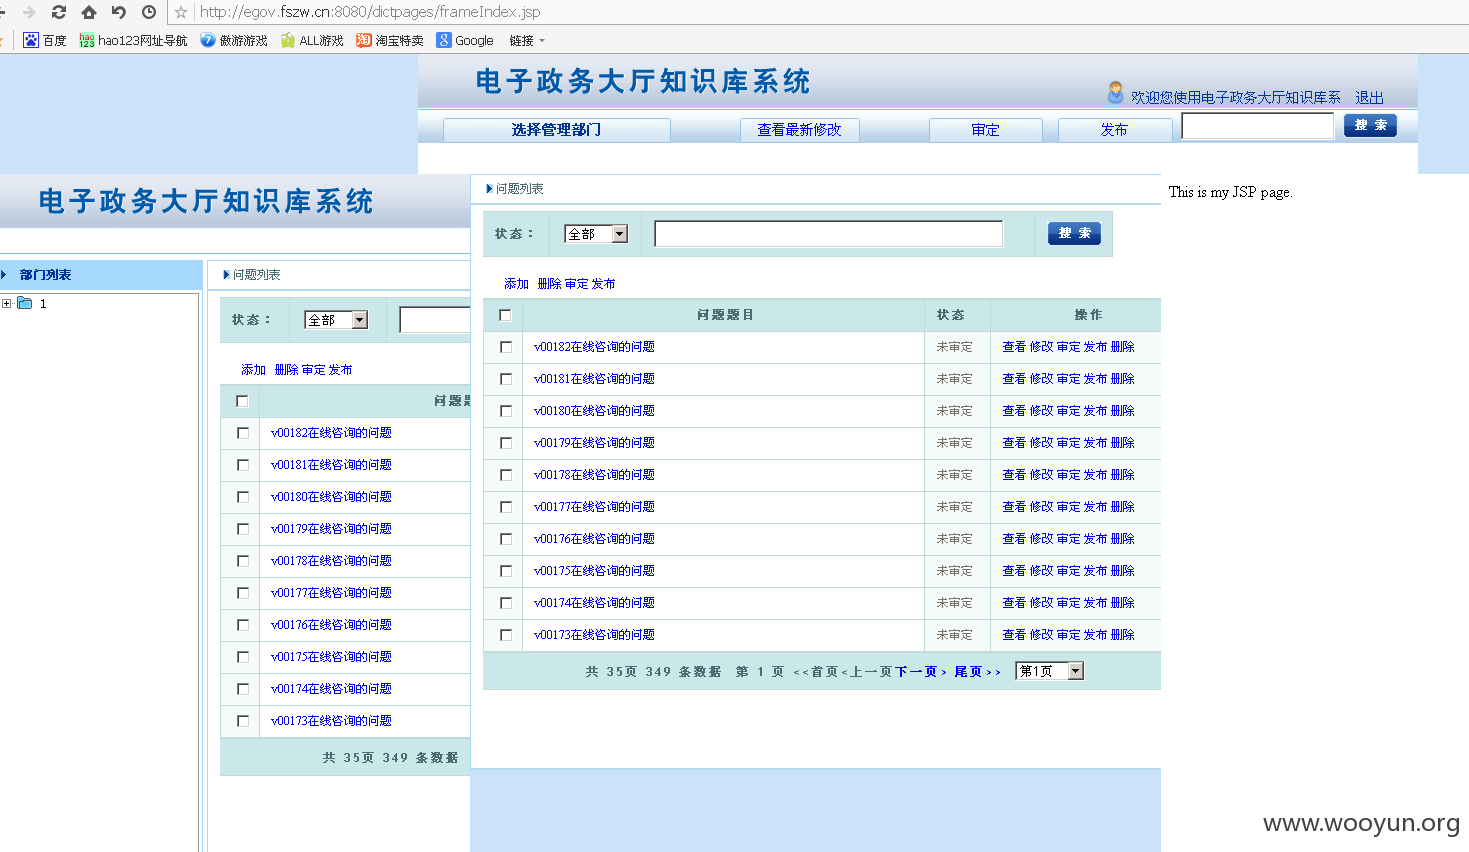 http://egov.fszw.cn:8080/dictpages/frameIndex.jsp
百度 hao123网址导航 傲游游戏 ALL游戏 淘宝特卖 Google 链接
电子政务大厅知识库系统
欢迎您使用电子政务大厅知识库系 退出
选择管理部门 查看最新修改 审定 发布 搜 索
电子政务大厅知识库系统
部门列表
1
问题列表
状态： 全部
添加 删除 审定 发布
问题题
v00182在线咨询的问题
v00181在线咨询的问题
v00180在线咨询的问题
v00179在线咨询的问题
v00178在线咨询的问题
v00177在线咨询的问题
v00176在线咨询的问题
v00175在线咨询的问题
v00174在线咨询的问题
v00173在线咨询的问题
共 35页 349 条数据
问题列表
状态： 全部 搜 索
添加 删除 审定 发布
问题题目 状态 操作
v00182在线咨询的问题 未审定 查看 修改 审定 发布 删除
v00181在线咨询的问题 未审定 查看 修改 审定 发布 删除
v00180在线咨询的问题 未审定 查看 修改 审定 发布 删除
v00179在线咨询的问题 未审定 查看 修改 审定 发布 删除
v00178在线咨询的问题 未审定 查看 修改 审定 发布 删除
v00177在线咨询的问题 未审定 查看 修改 审定 发布 删除
v00176在线咨询的问题 未审定 查看 修改 审定 发布 删除
v00175在线咨询的问题 未审定 查看 修改 审定 发布 删除
v00174在线咨询的问题 未审定 查看 修改 审定 发布 删除
v00173在线咨询的问题 未审定 查看 修改 审定 发布 删除
共 35页 349 条数据 第 1 页 <<首页<上一页下一页> 尾页>> 第1页
This is my JSP page.
www.wooyun.org